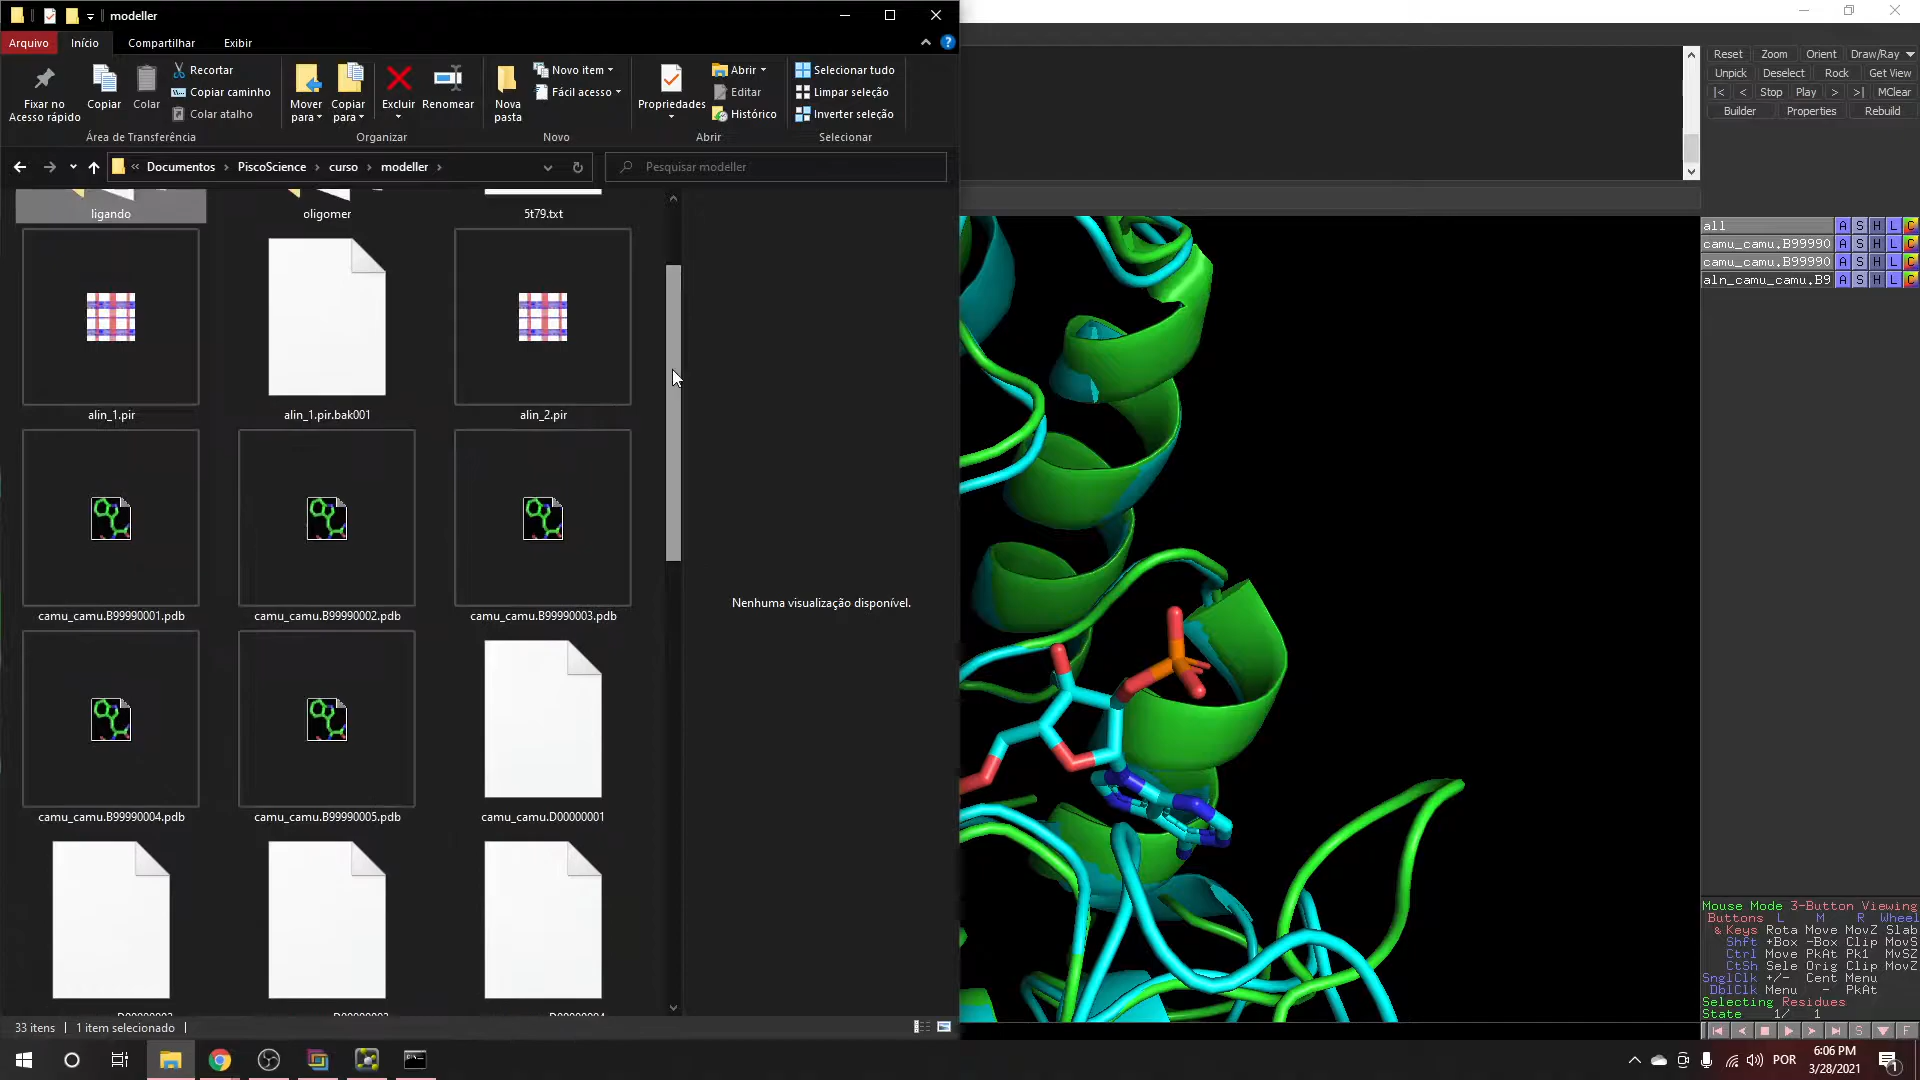 modeller
Arquivo
Início
Compartilhar
Exibir
Fixar no
Acesso rápido
Copiar
Colar
Recortar
Copiar caminho
Colar atalho
Área de Transferência
Mover
para
Copiar
para
Excluir
Renomear
Organizar
Nova
pasta
Novo item
Fácil acesso
Novo
Propriedades
Abrir
Editar
Histórico
Abrir
Selecionar tudo
Limpar seleção
Inverter seleção
Selecionar
« Documentos › PiscoScience › curso › modeller ›
Pesquisar modeller
ligando
oligomer
5t79.txt
alin_1.pir
alin_1.pir.bak001
alin_2.pir
camu_camu.B99990001.pdb
camu_camu.B99990002.pdb
camu_camu.B99990003.pdb
camu_camu.B99990004.pdb
camu_camu.B99990005.pdb
camu_camu.D00000001
Nenhuma visualização disponível.
33 itens
1 item selecionado
Reset Zoom Orient Draw/Ray
Unpick Deselect Rock Get View
|< < Stop Play > >| MClear
Builder Properties Rebuild
all A S H L C
camu_camu.B99990 A S H L C
camu_camu.B99990 A S H L C
aln_camu_camu.B9 A S H L C
Mouse Mode 3-Button Viewing
Buttons L M R Wheel
& Keys Rota Move MovZ Slab
Shft +Box -Box Clip MovS
Ctrl Move PkAt Pk1 MvSZ
CtSh Sele Orig Clip MovZ
SnglClk +/- Cent Menu
DblClk Menu - PkAt
Selecting Residues
State 1/ 1
S
F
POR
6:06 PM
3/28/2021
1